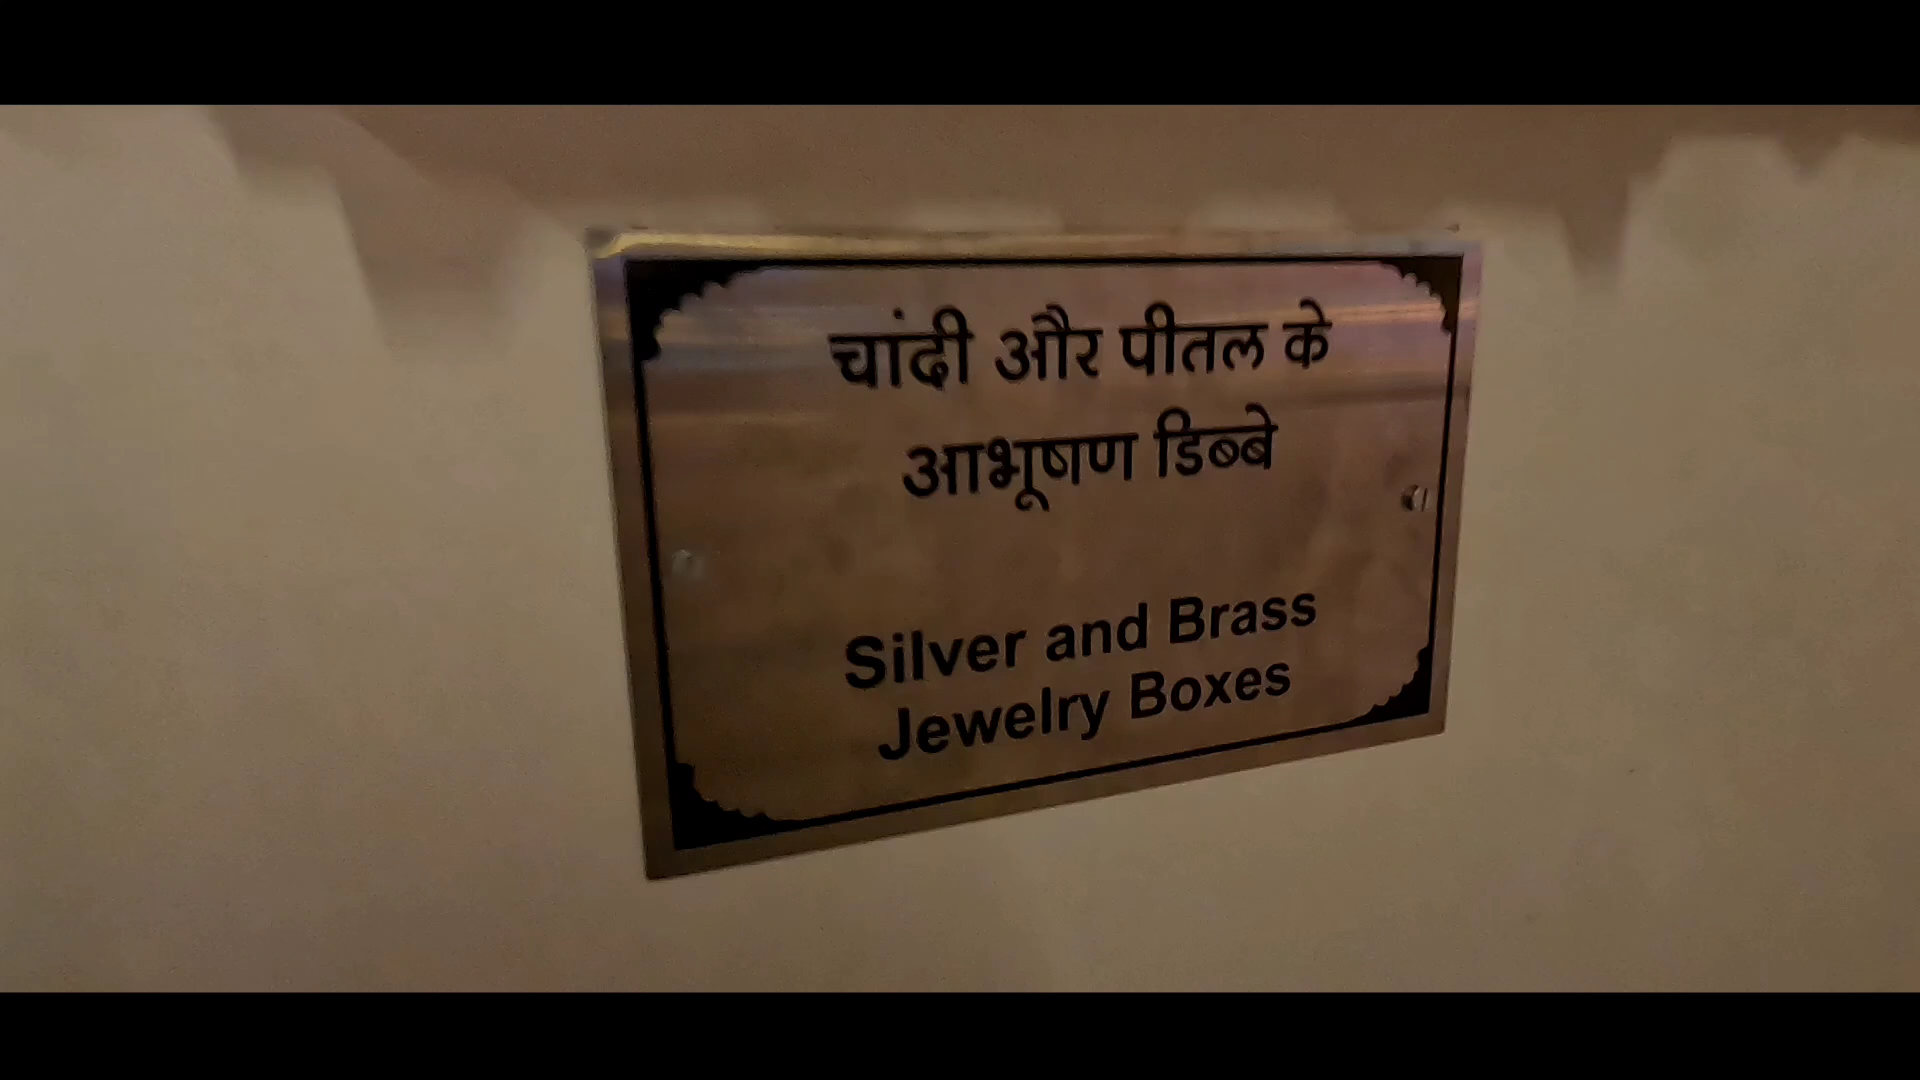 चांदी और पीतल के
आभूषण डिब्बे
Silver and Brass
Jewelry Boxes